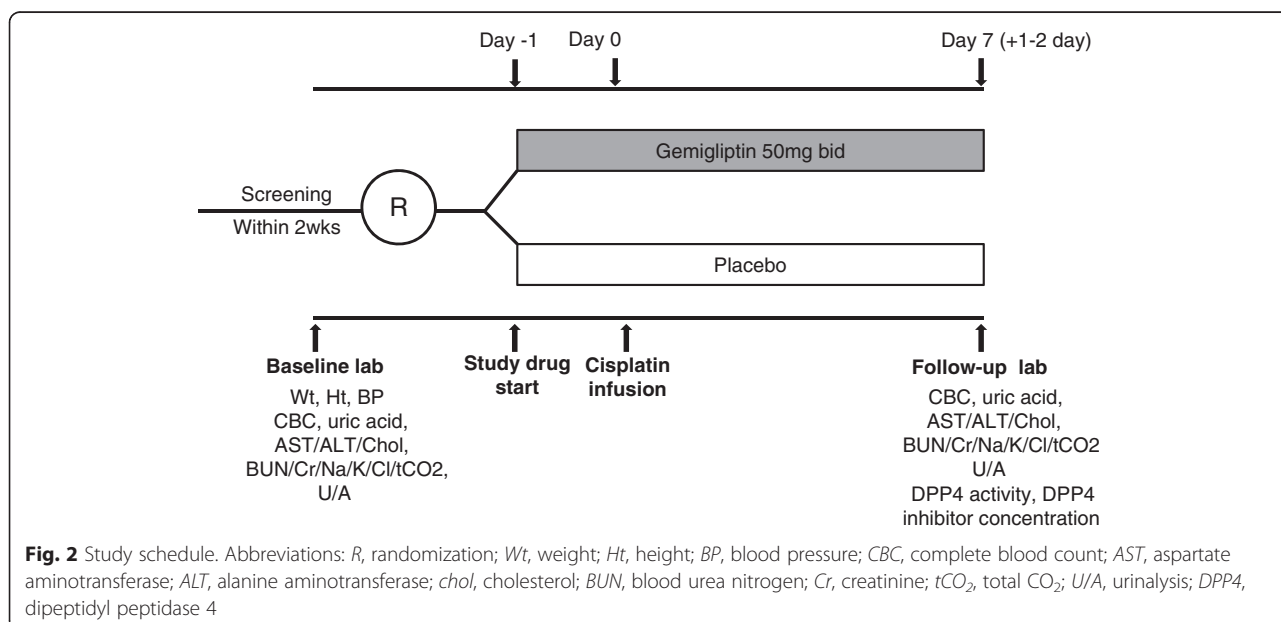 Day -1
Day 0
Day 7 (+1-2 day)
Gemigliptin 50mg bid
Screening
Within 2wks
R
Placebo
Baseline lab
Wt, Ht, BP
CBC, uric acid,
AST/ALT/Chol,
BUN/Cr/Na/K/Cl/tCO2,
U/A
Study drug
start
Cisplatin
infusion
Follow-up lab
CBC, uric acid,
AST/ALT/Chol,
BUN/Cr/Na/K/Cl/tCO2
U/A
DPP4 activity, DPP4
inhibitor concentration
Fig. 2 Study schedule. Abbreviations: R, randomization; Wt, weight; Ht, height; BP, blood pressure; CBC, complete blood count; AST, aspartate
aminotransferase; ALT, alanine aminotransferase; chol, cholesterol; BUN, blood urea nitrogen; Cr, creatinine; tCO₂, total CO₂; U/A, urinalysis; DPP4,
dipeptidyl peptidase 4